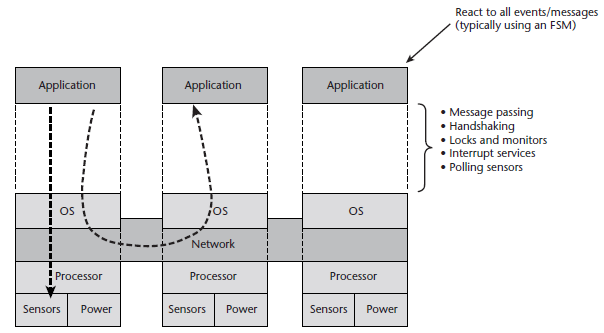 React to all events/messages
(typically using an FSM)
Application
Application
Application
• Message passing
• Handshaking
• Locks and monitors
• Interrupt services
• Polling sensors
OS
OS
OS
Network
Processor
Processor
Processor
Sensors
Power
Sensors
Power
Sensors
Power